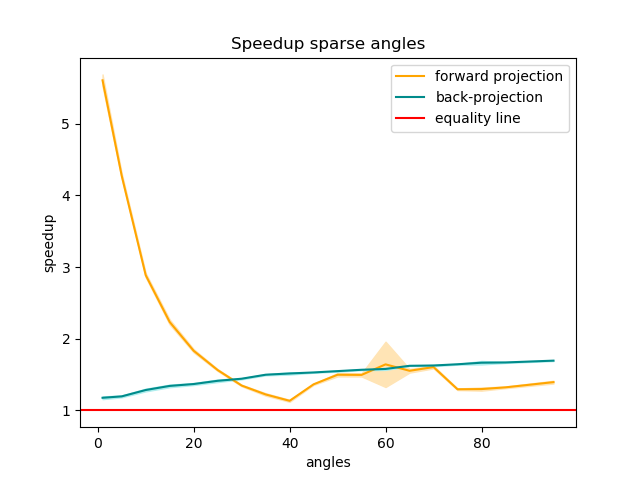 Speedup sparse angles
forward projection
back-projection
equality line
speedup
5
4
3
2
1
0
20
40
60
80
angles